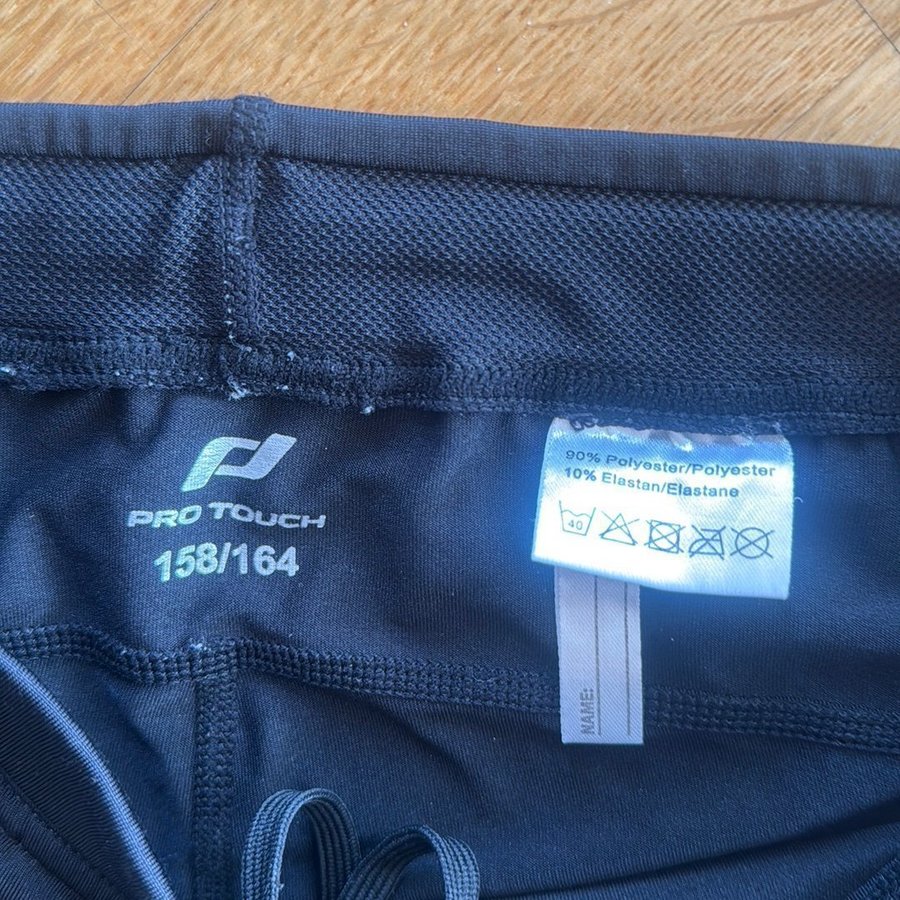 PRO TOUCH
158/164
90% Polyester/Polyester
10% Elastan/Elastane
40
NAME: